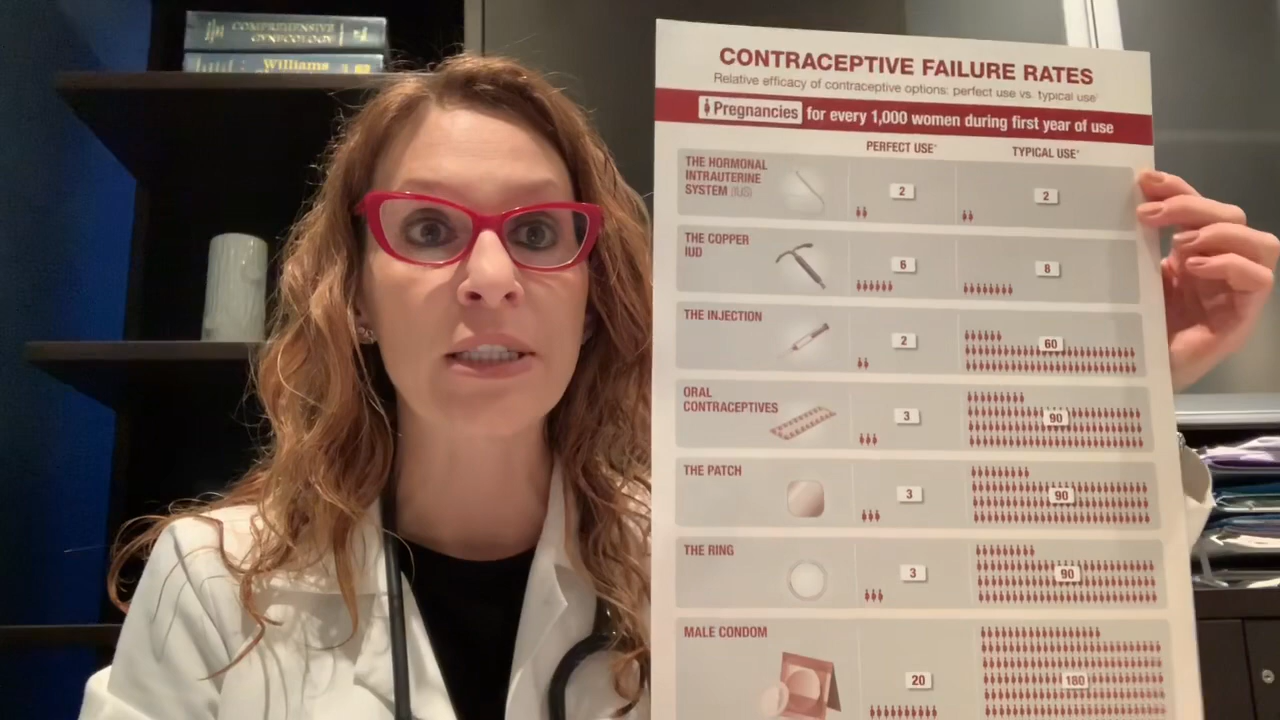 COMPREHENSIVE
GYNECOLOGY
Williams
CONTRACEPTIVE FAILURE RATES
Relative efficacy of contraceptive options: perfect use vs. typical use
Pregnancies for every 1,000 women during first year of use
PERFECT USE* TYPICAL USE*
THE HORMONAL
INTRAUTERINE
SYSTEM (IUS)
2 2
THE COPPER
IUD
6 8
THE INJECTION
2 60
ORAL
CONTRACEPTIVES
3 90
THE PATCH
3 90
THE RING
3 90
MALE CONDOM
20 180